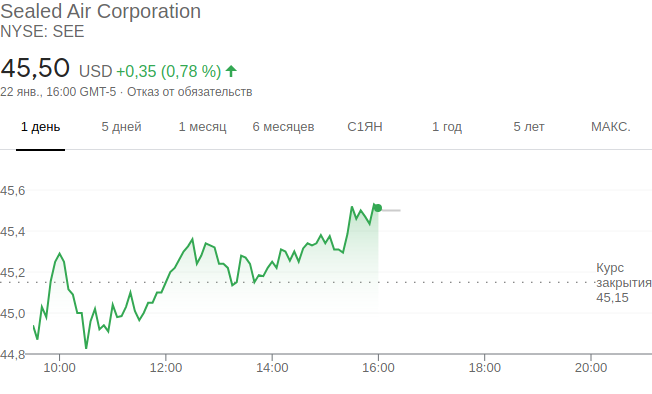 Sealed Air Corporation
NYSE: SEE
45,50 USD +0,35 (0,78 %)
22 янв., 16:00 GMT-5 · Отказ от обязательств
1 день 5 дней 1 месяц 6 месяцев С1ЯН 1 год 5 лет МАКС.
45,6
45,4
45,2
45,0
44,8
Курс
закрытия
45,15
10:00 12:00 14:00 16:00 18:00 20:00